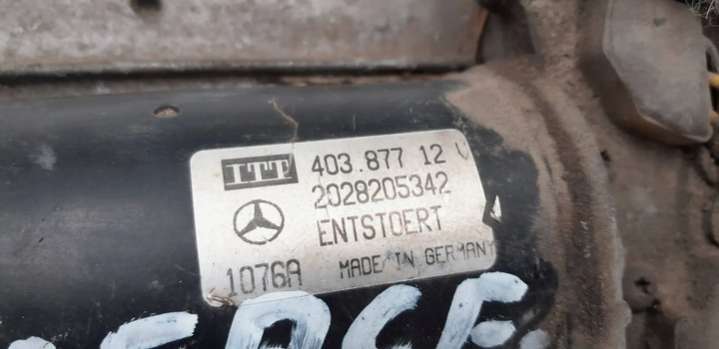 ITT 403.877 12 V
2028205342
ENTSTOERT
1076A MADE IN GERMANY